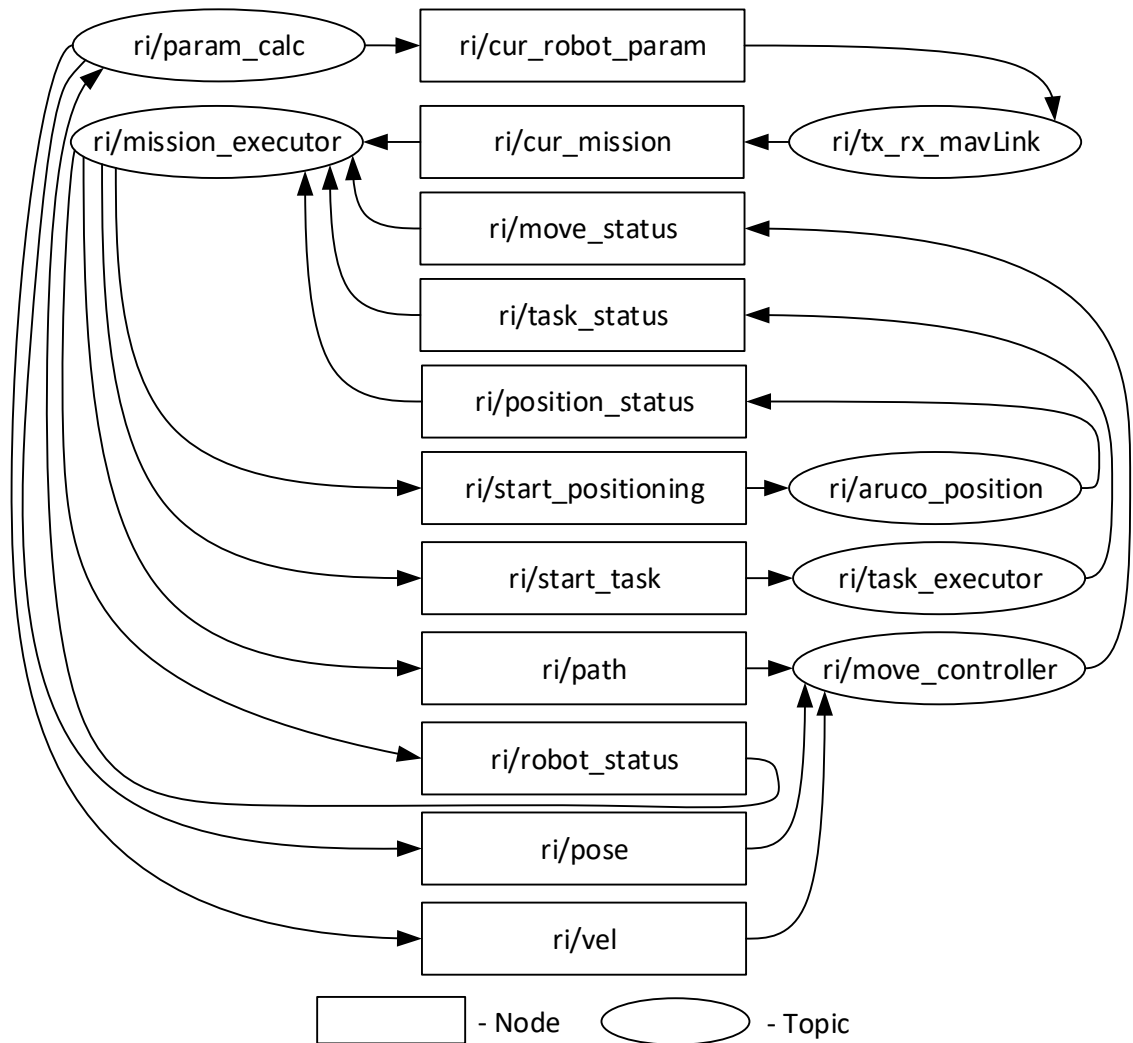 ri/param_calc
ri/cur_robot_param
ri/mission_executor
ri/cur_mission
ri/tx_rx_mavLink
ri/move_status
ri/task_status
ri/position_status
ri/start_positioning
ri/aruco_position
ri/start_task
ri/task_executor
ri/path
ri/move_controller
ri/robot_status
ri/pose
ri/vel
- Node
- Topic